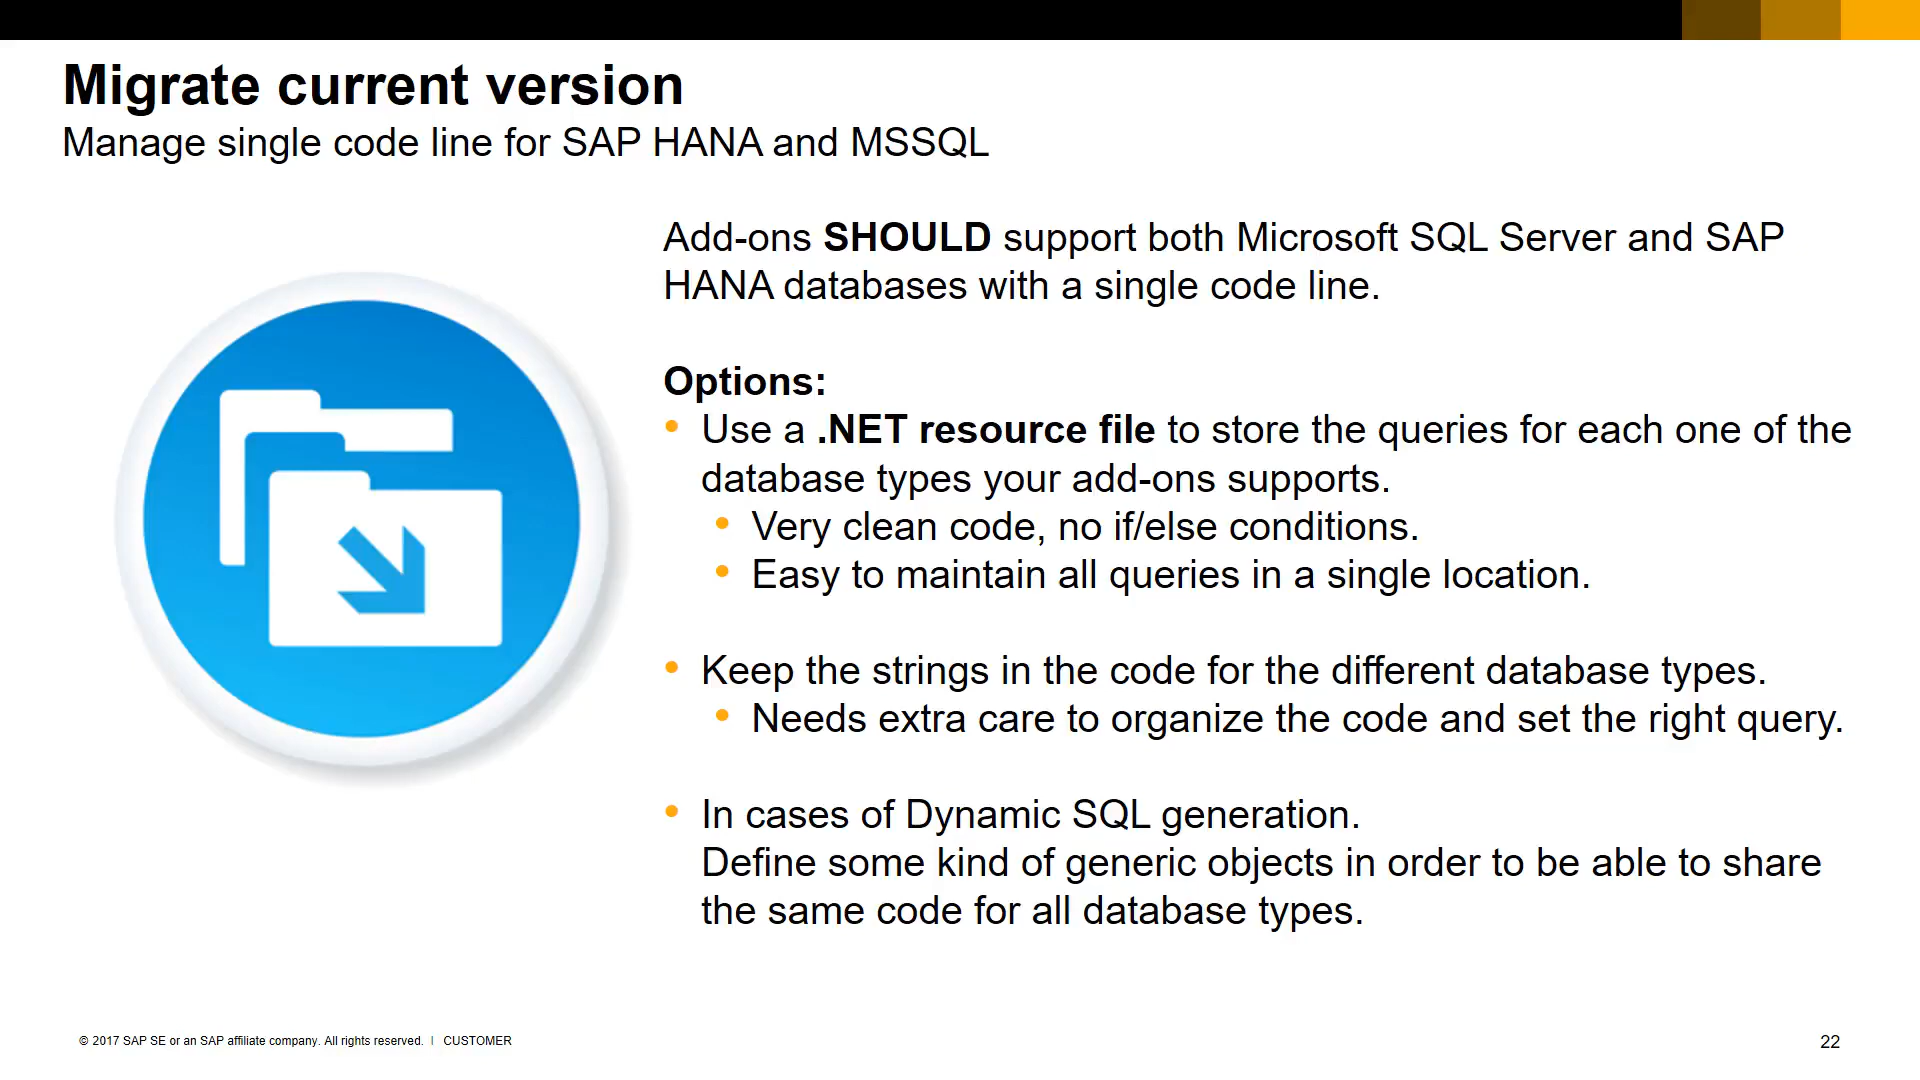 Migrate current version
Manage single code line for SAP HANA and MSSQL
Add-ons SHOULD support both Microsoft SQL Server and SAP
HANA databases with a single code line.
Options:
• Use a .NET resource file to store the queries for each one of the
database types your add-ons supports.
• Very clean code, no if/else conditions.
• Easy to maintain all queries in a single location.
• Keep the strings in the code for the different database types.
• Needs extra care to organize the code and set the right query.
• In cases of Dynamic SQL generation.
Define some kind of generic objects in order to be able to share
the same code for all database types.
© 2017 SAP SE or an SAP affiliate company. All rights reserved. | CUSTOMER
22